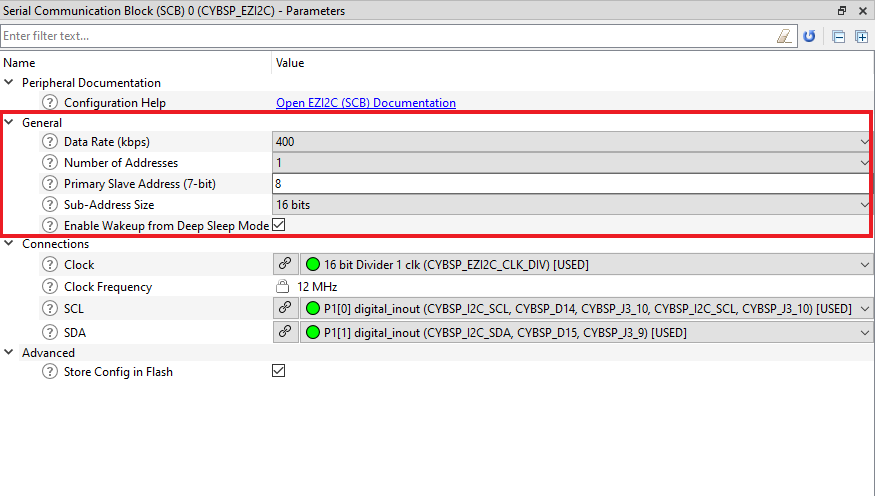 Serial Communication Block (SCB) 0 (CYBSP_EZI2C) - Parameters
Enter filter text...
Name Value
Peripheral Documentation
? Configuration Help Open EZI2C (SCB) Documentation
General
? Data Rate (kbps) 400
? Number of Addresses 1
? Primary Slave Address (7-bit) 8
? Sub-Address Size 16 bits
? Enable Wakeup from Deep Sleep Mode
Connections
? Clock 16 bit Divider 1 clk (CYBSP_EZI2C_CLK_DIV) [USED]
? Clock Frequency 12 MHz
? SCL P1[0] digital_inout (CYBSP_I2C_SCL, CYBSP_D14, CYBSP_J3_10, CYBSP_I2C_SCL, CYBSP_J3_10) [USED]
? SDA P1[1] digital_inout (CYBSP_I2C_SDA, CYBSP_D15, CYBSP_J3_9) [USED]
Advanced
? Store Config in Flash